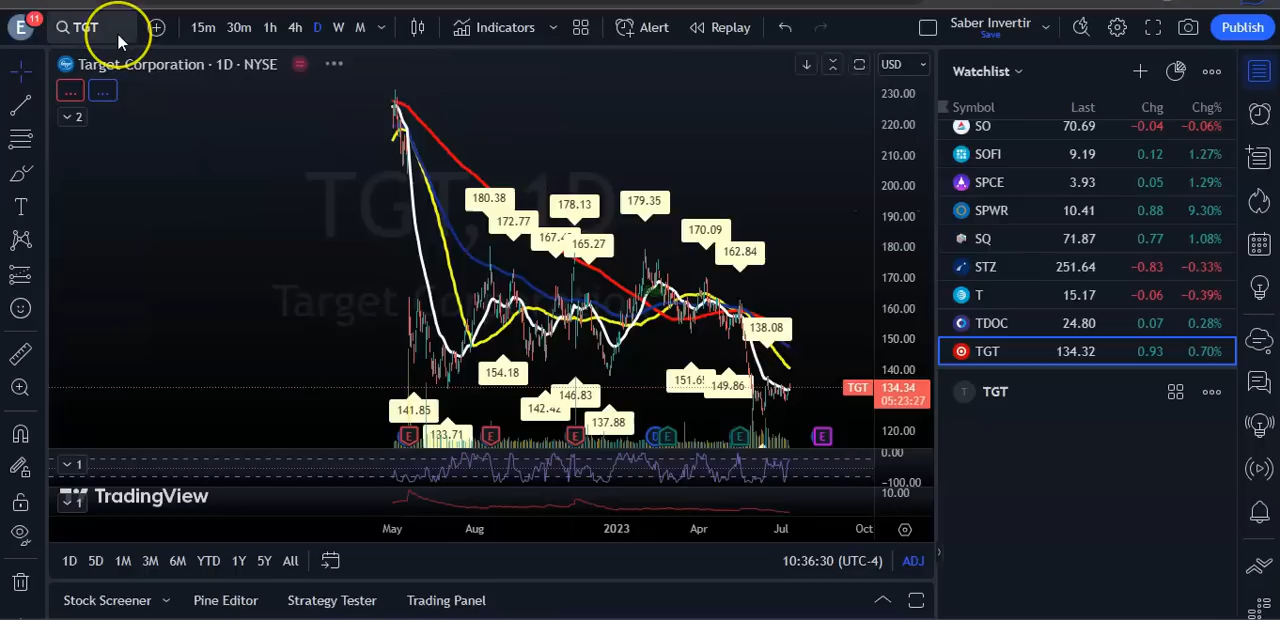 E 11 TGT 15m 30m 1h 4h D W M Indicators Alert Replay Saber Invertir Save Publish
Target Corporation · 1D · NYSE USD
... ...
2
TGT, 1D
230.00
220.00
210.00
200.00
190.00
180.00
170.00
160.00
150.00
140.00
TGT 134.34
05:23:27
120.00
180.38
172.77
178.13
165.27
179.35
170.09
162.84
138.08
154.18
146.83
149.86
141.85
137.88
E E E D E E E
1
0.00
-100.00
10.00
1
TradingView
May Aug 2023 Apr Jul Oct
1D 5D 1M 3M 6M YTD 1Y 5Y All 10:36:30 (UTC-4) ADJ
Stock Screener Pine Editor Strategy Tester Trading Panel
Watchlist
Symbol Last Chg Chg%
SO 70.69 −0.04 −0.06%
SOFI 9.19 0.12 1.27%
SPCE 3.93 0.05 1.29%
SPWR 10.41 0.88 9.30%
SQ 71.87 0.77 1.08%
STZ 251.64 −0.83 −0.33%
T 15.17 −0.06 −0.39%
TDOC 24.80 0.07 0.28%
TGT 134.32 0.93 0.70%
T TGT